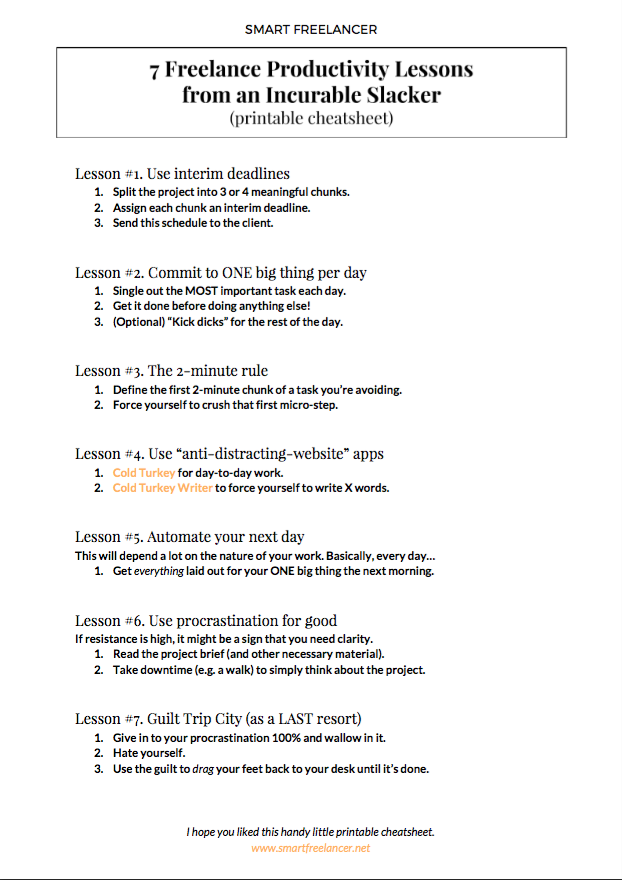 SMART FREELANCER
7 Freelance Productivity Lessons
from an Incurable Slacker
(printable cheatsheet)
Lesson #1. Use interim deadlines
1. Split the project into 3 or 4 meaningful chunks.
2. Assign each chunk an interim deadline.
3. Send this schedule to the client.
Lesson #2. Commit to ONE big thing per day
1. Single out the MOST important task each day.
2. Get it done before doing anything else!
3. (Optional) “Kick dicks” for the rest of the day.
Lesson #3. The 2-minute rule
1. Define the first 2-minute chunk of a task you’re avoiding.
2. Force yourself to crush that first micro-step.
Lesson #4. Use “anti-distracting-website” apps
1. Cold Turkey for day-to-day work.
2. Cold Turkey Writer to force yourself to write X words.
Lesson #5. Automate your next day
This will depend a lot on the nature of your work. Basically, every day…
1. Get everything laid out for your ONE big thing the next morning.
Lesson #6. Use procrastination for good
If resistance is high, it might be a sign that you need clarity.
1. Read the project brief (and other necessary material).
2. Take downtime (e.g. a walk) to simply think about the project.
Lesson #7. Guilt Trip City (as a LAST resort)
1. Give in to your procrastination 100% and wallow in it.
2. Hate yourself.
3. Use the guilt to drag your feet back to your desk until it’s done.
I hope you liked this handy little printable cheatsheet.
www.smartfreelancer.net